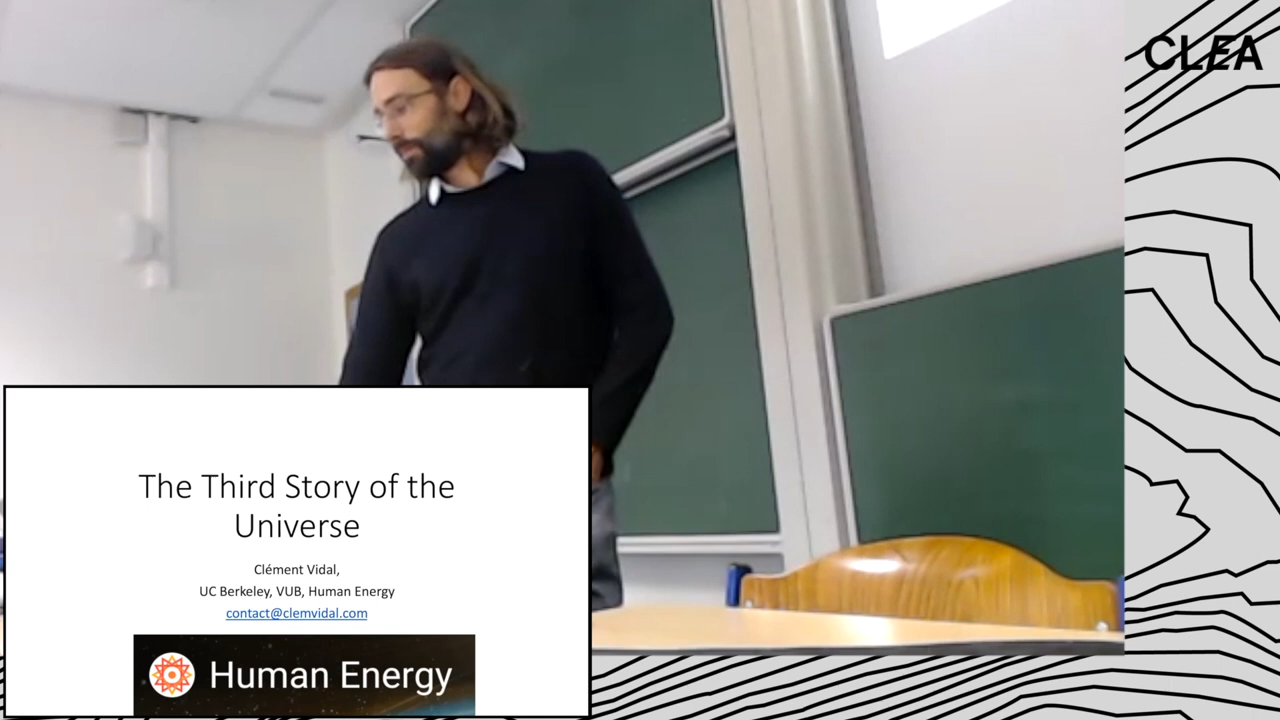 CLEA
The Third Story of the
Universe
Clément Vidal,
UC Berkeley, VUB, Human Energy
contact@clemvidal.com
Human Energy